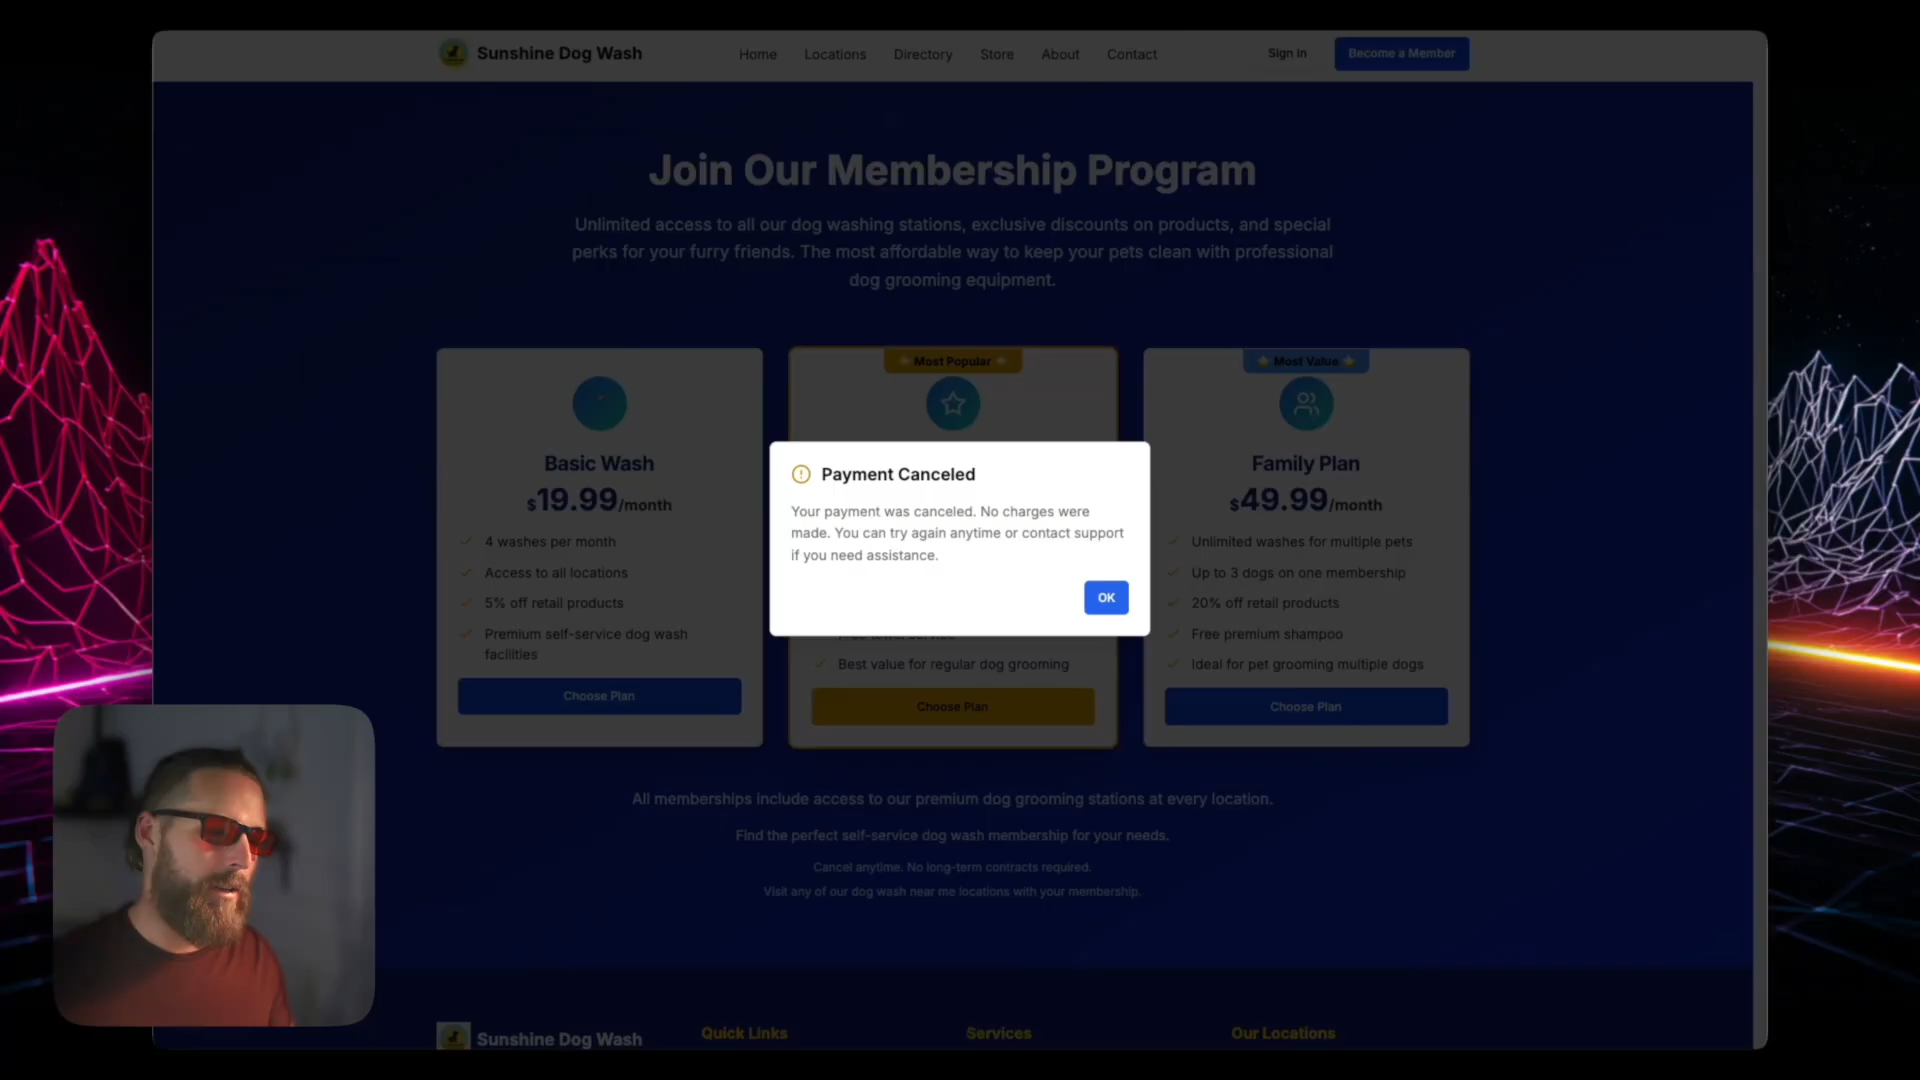 Sunshine Dog Wash
Home Locations Directory Store About Contact
Sign in
Become a Member
Join Our Membership Program
Unlimited access to all our dog washing stations, exclusive discounts on products, and special
perks for your furry friends. The most affordable way to keep your pets clean with professional
dog grooming equipment.
Basic Wash
$19.99/month
4 washes per month
Access to all locations
5% off retail products
Premium self-service dog wash
facilities
Choose Plan
Most Popular
Payment Canceled
Your payment was canceled. No charges were
made. You can try again anytime or contact support
if you need assistance.
OK
Best value for regular dog grooming
Choose Plan
Most Value
Family Plan
$49.99/month
Unlimited washes for multiple pets
Up to 3 dogs on one membership
20% off retail products
Free premium shampoo
Ideal for pet grooming multiple dogs
Choose Plan
All memberships include access to our premium dog grooming stations at every location.
Find the perfect self-service dog wash membership for your needs.
Cancel anytime. No long-term contracts required.
Visit any of our dog wash near me locations with your membership.
Sunshine Dog Wash
Quick Links
Services
Our Locations